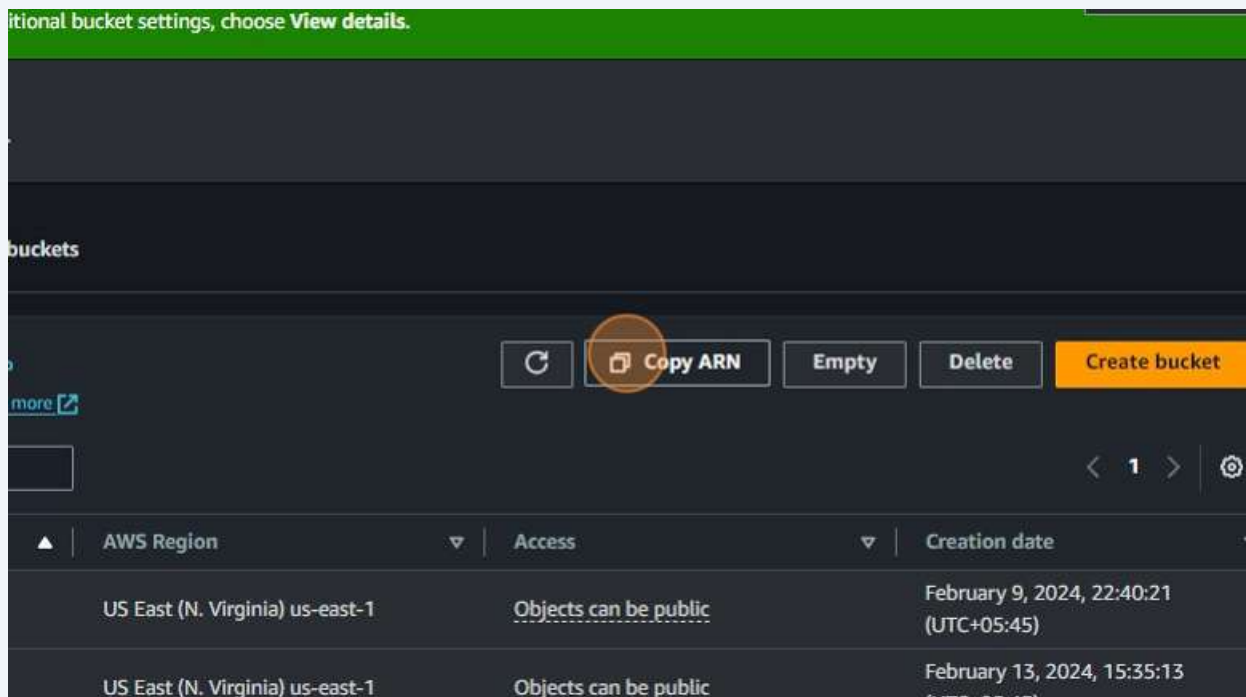 itional bucket settings, choose View details.
buckets
Copy ARN
Empty
Delete
Create bucket
more
1
AWS Region
Access
Creation date
US East (N. Virginia) us-east-1
Objects can be public
February 9, 2024, 22:40:21
(UTC+05:45)
US East (N. Virginia) us-east-1
Objects can be public
February 13, 2024, 15:35:13